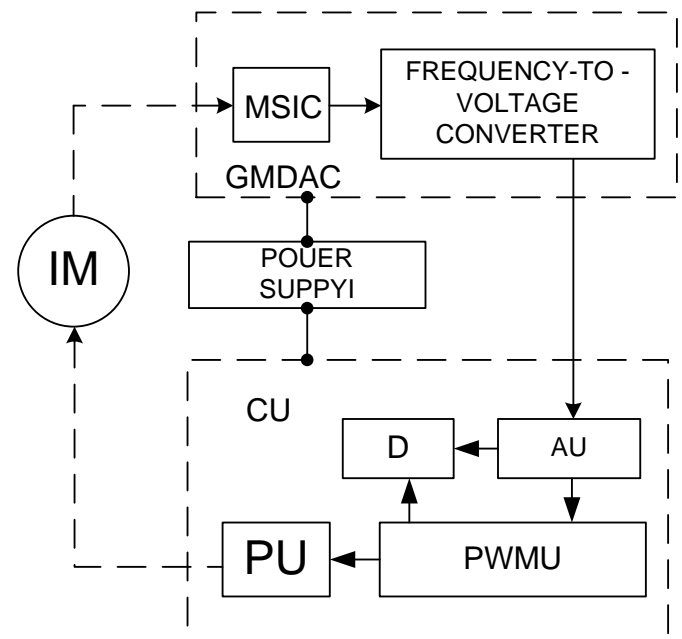 FREQUENCY-TO -
VOLTAGE
CONVERTER
MSIC
GMDAC
IM
POUER
SUPPYI
CU
D
AU
PU
PWMU